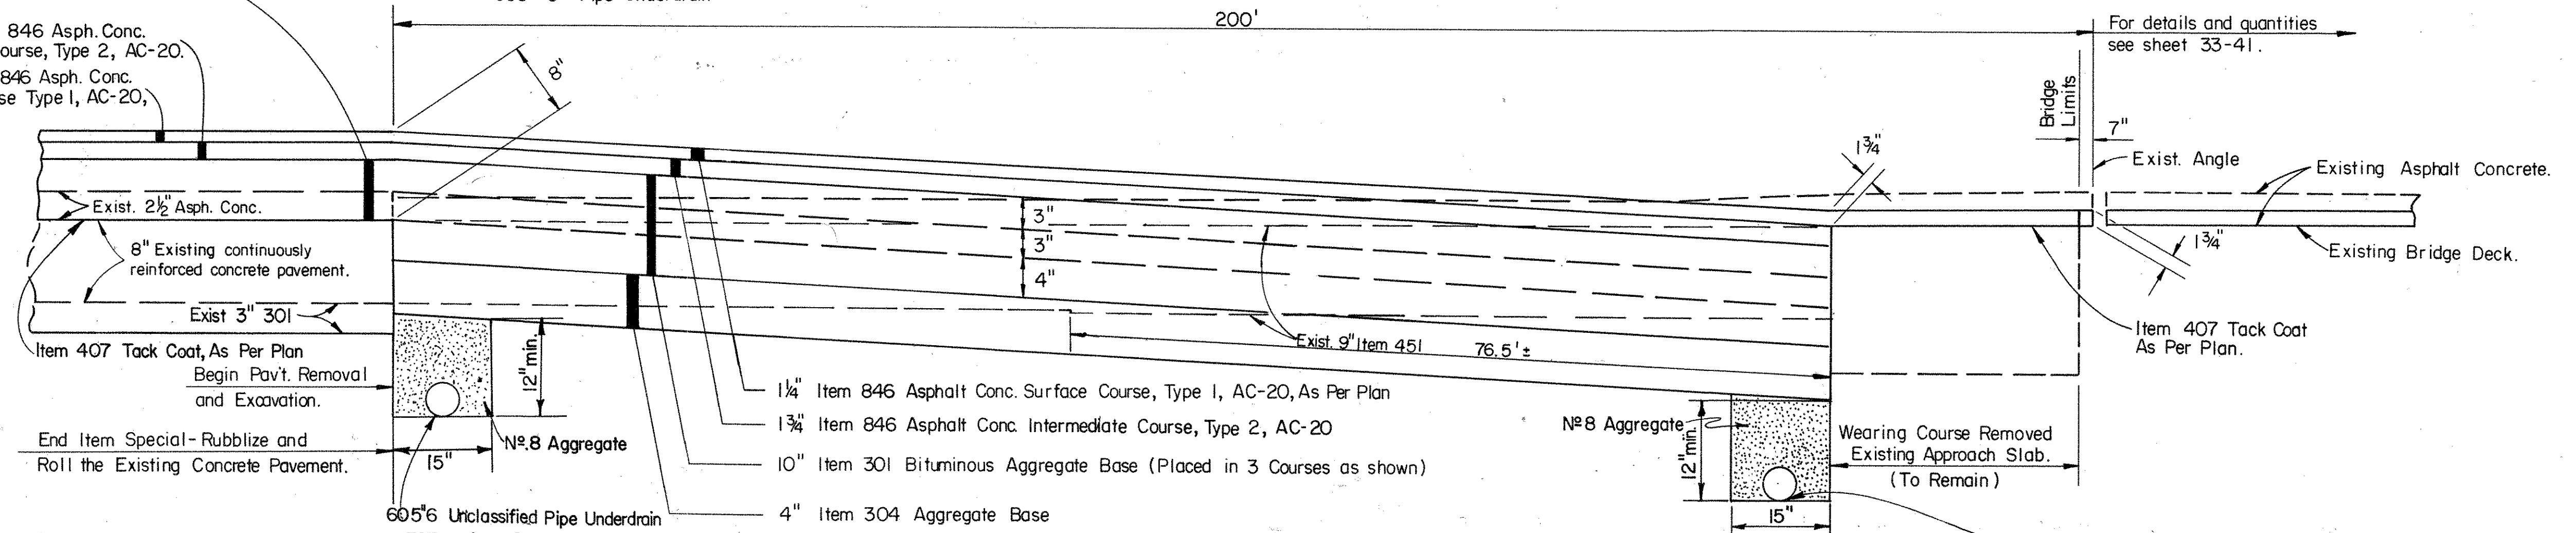 200'
For details and quantities
see sheet 33-41.
846 Asph. Conc.
Course, Type 2, AC-20.
846 Asph. Conc.
Type 1, AC-20,
8"
Bridge
Limits
7"
1¾"
Exist. Angle
Existing Asphalt Concrete.
Exist. 2½" Asph. Conc.
3"
3"
4"
1¾"
8" Existing continuously
reinforced concrete pavement.
Existing Bridge Deck.
Exist 3" 301
Item 407 Tack Coat, As Per Plan
Exist. 9" Item 451
76.5'±
Item 407 Tack Coat
As Per Plan.
Begin Pav't. Removal
and Excavation.
12" min.
1¼" Item 846 Asphalt Conc. Surface Course, Type 1, AC-20, As Per Plan
1¾" Item 846 Asphalt Conc. Intermediate Course, Type 2, AC-20
10" Item 301 Bituminous Aggregate Base (Placed in 3 Courses as shown)
4" Item 304 Aggregate Base
End Item Special-Rubblize and
Roll the Existing Concrete Pavement.
15"
Nº.8 Aggregate
605"6 Unclassified Pipe Underdrain
Nº8 Aggregate
12" min.
15"
Wearing Course Removed
Existing Approach Slab.
(To Remain)